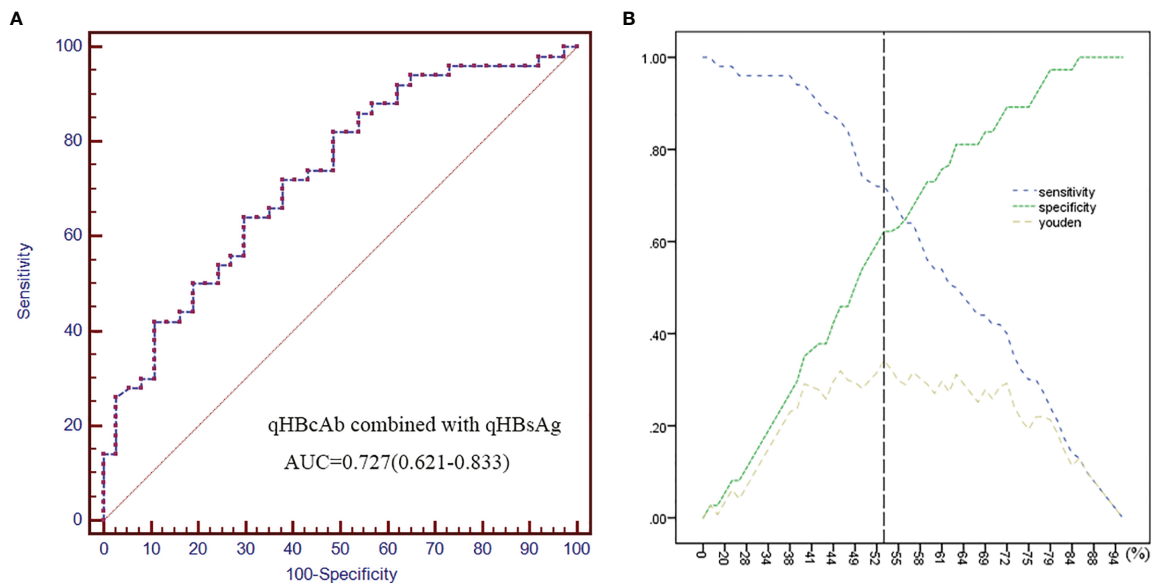 A
100
80
60
40
20
0
Sensitivity
qHBcAb combined with qHBsAg
AUC=0.727(0.621-0.833)
0 10 20 30 40 50 60 70 80 90 100
100-Specificity
B
1.00
.80
.60
.40
.20
.00
sensitivity
specificity
youden
0 20 28 34 38 41 44 49 52 55 58 61 64 69 72 75 79 84 88 94 (%)